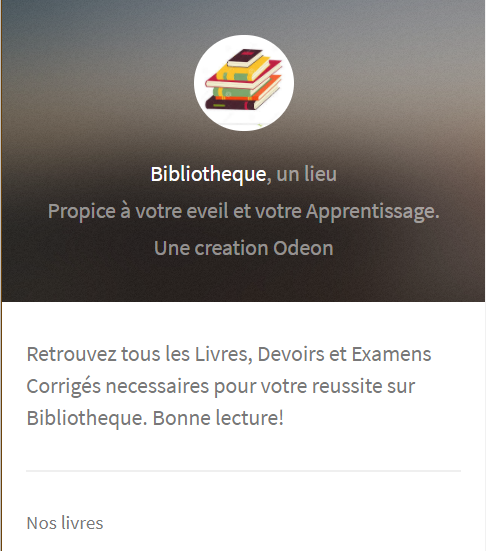 Bibliotheque, un lieu
Propice à votre eveil et votre Apprentissage.
Une creation Odeon
Retrouvez tous les Livres, Devoirs et Examens
Corrigés necessaires pour votre reussite sur
Bibliotheque. Bonne lecture!
Nos livres